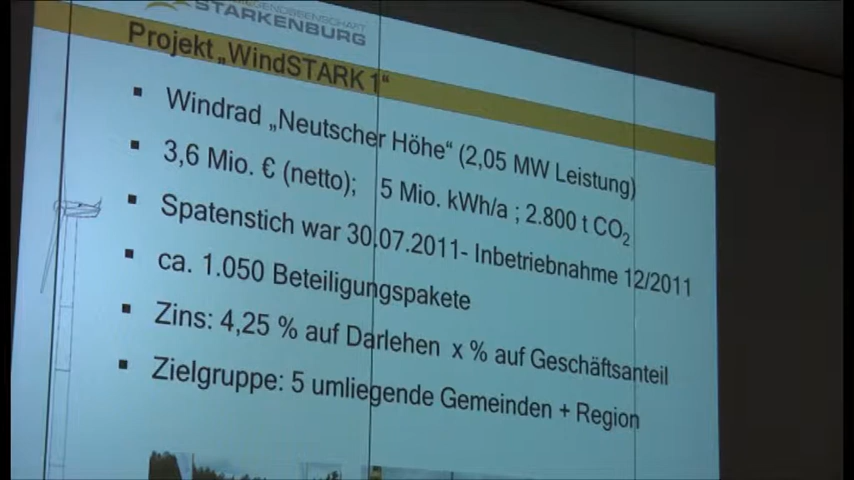 STARKENBURG
Projekt „WindSTARK 1“
▪ Windrad „Neutscher Höhe“ (2,05 MW Leistung)
▪ 3,6 Mio. € (netto); 5 Mio. kWh/a ; 2.800 t CO₂
▪ Spatenstich war 30.07.2011- Inbetriebnahme 12/2011
▪ ca. 1.050 Beteiligungspakete
▪ Zins: 4,25 % auf Darlehen x % auf Geschäftsanteil
▪ Zielgruppe: 5 umliegende Gemeinden + Region